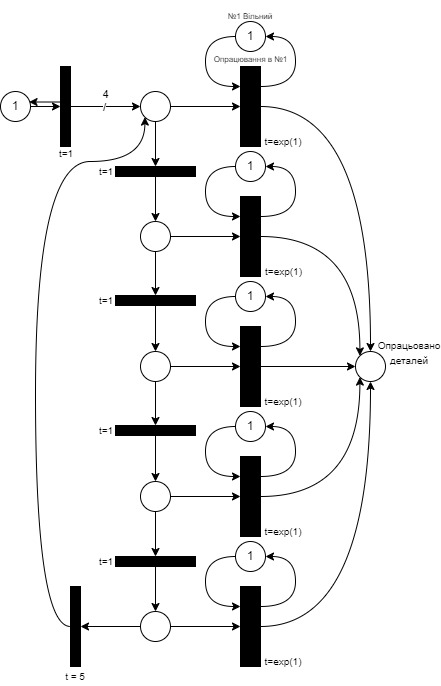 №1 Вільний
1
Опрацювання в №1
4
1
t=1
t=exp(1)
1
t=1
t=exp(1)
1
t=1
Опрацьовано
деталей
t=exp(1)
1
t=1
t=exp(1)
1
t=1
t=exp(1)
t = 5